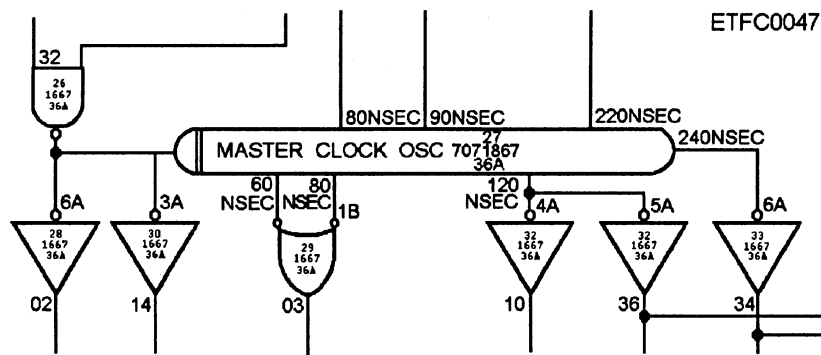 ETFC0047
32
26
1667
36A
80NSEC
90NSEC
220NSEC
MASTER CLOCK OSC 7071867
27
36A
240NSEC
60
NSEC
80
NSEC
120
NSEC
6A
3A
1B
4A
5A
6A
28
1667
36A
30
1667
36A
29
1667
36A
32
1667
36A
32
1667
36A
33
1667
36A
02
14
03
10
36
34